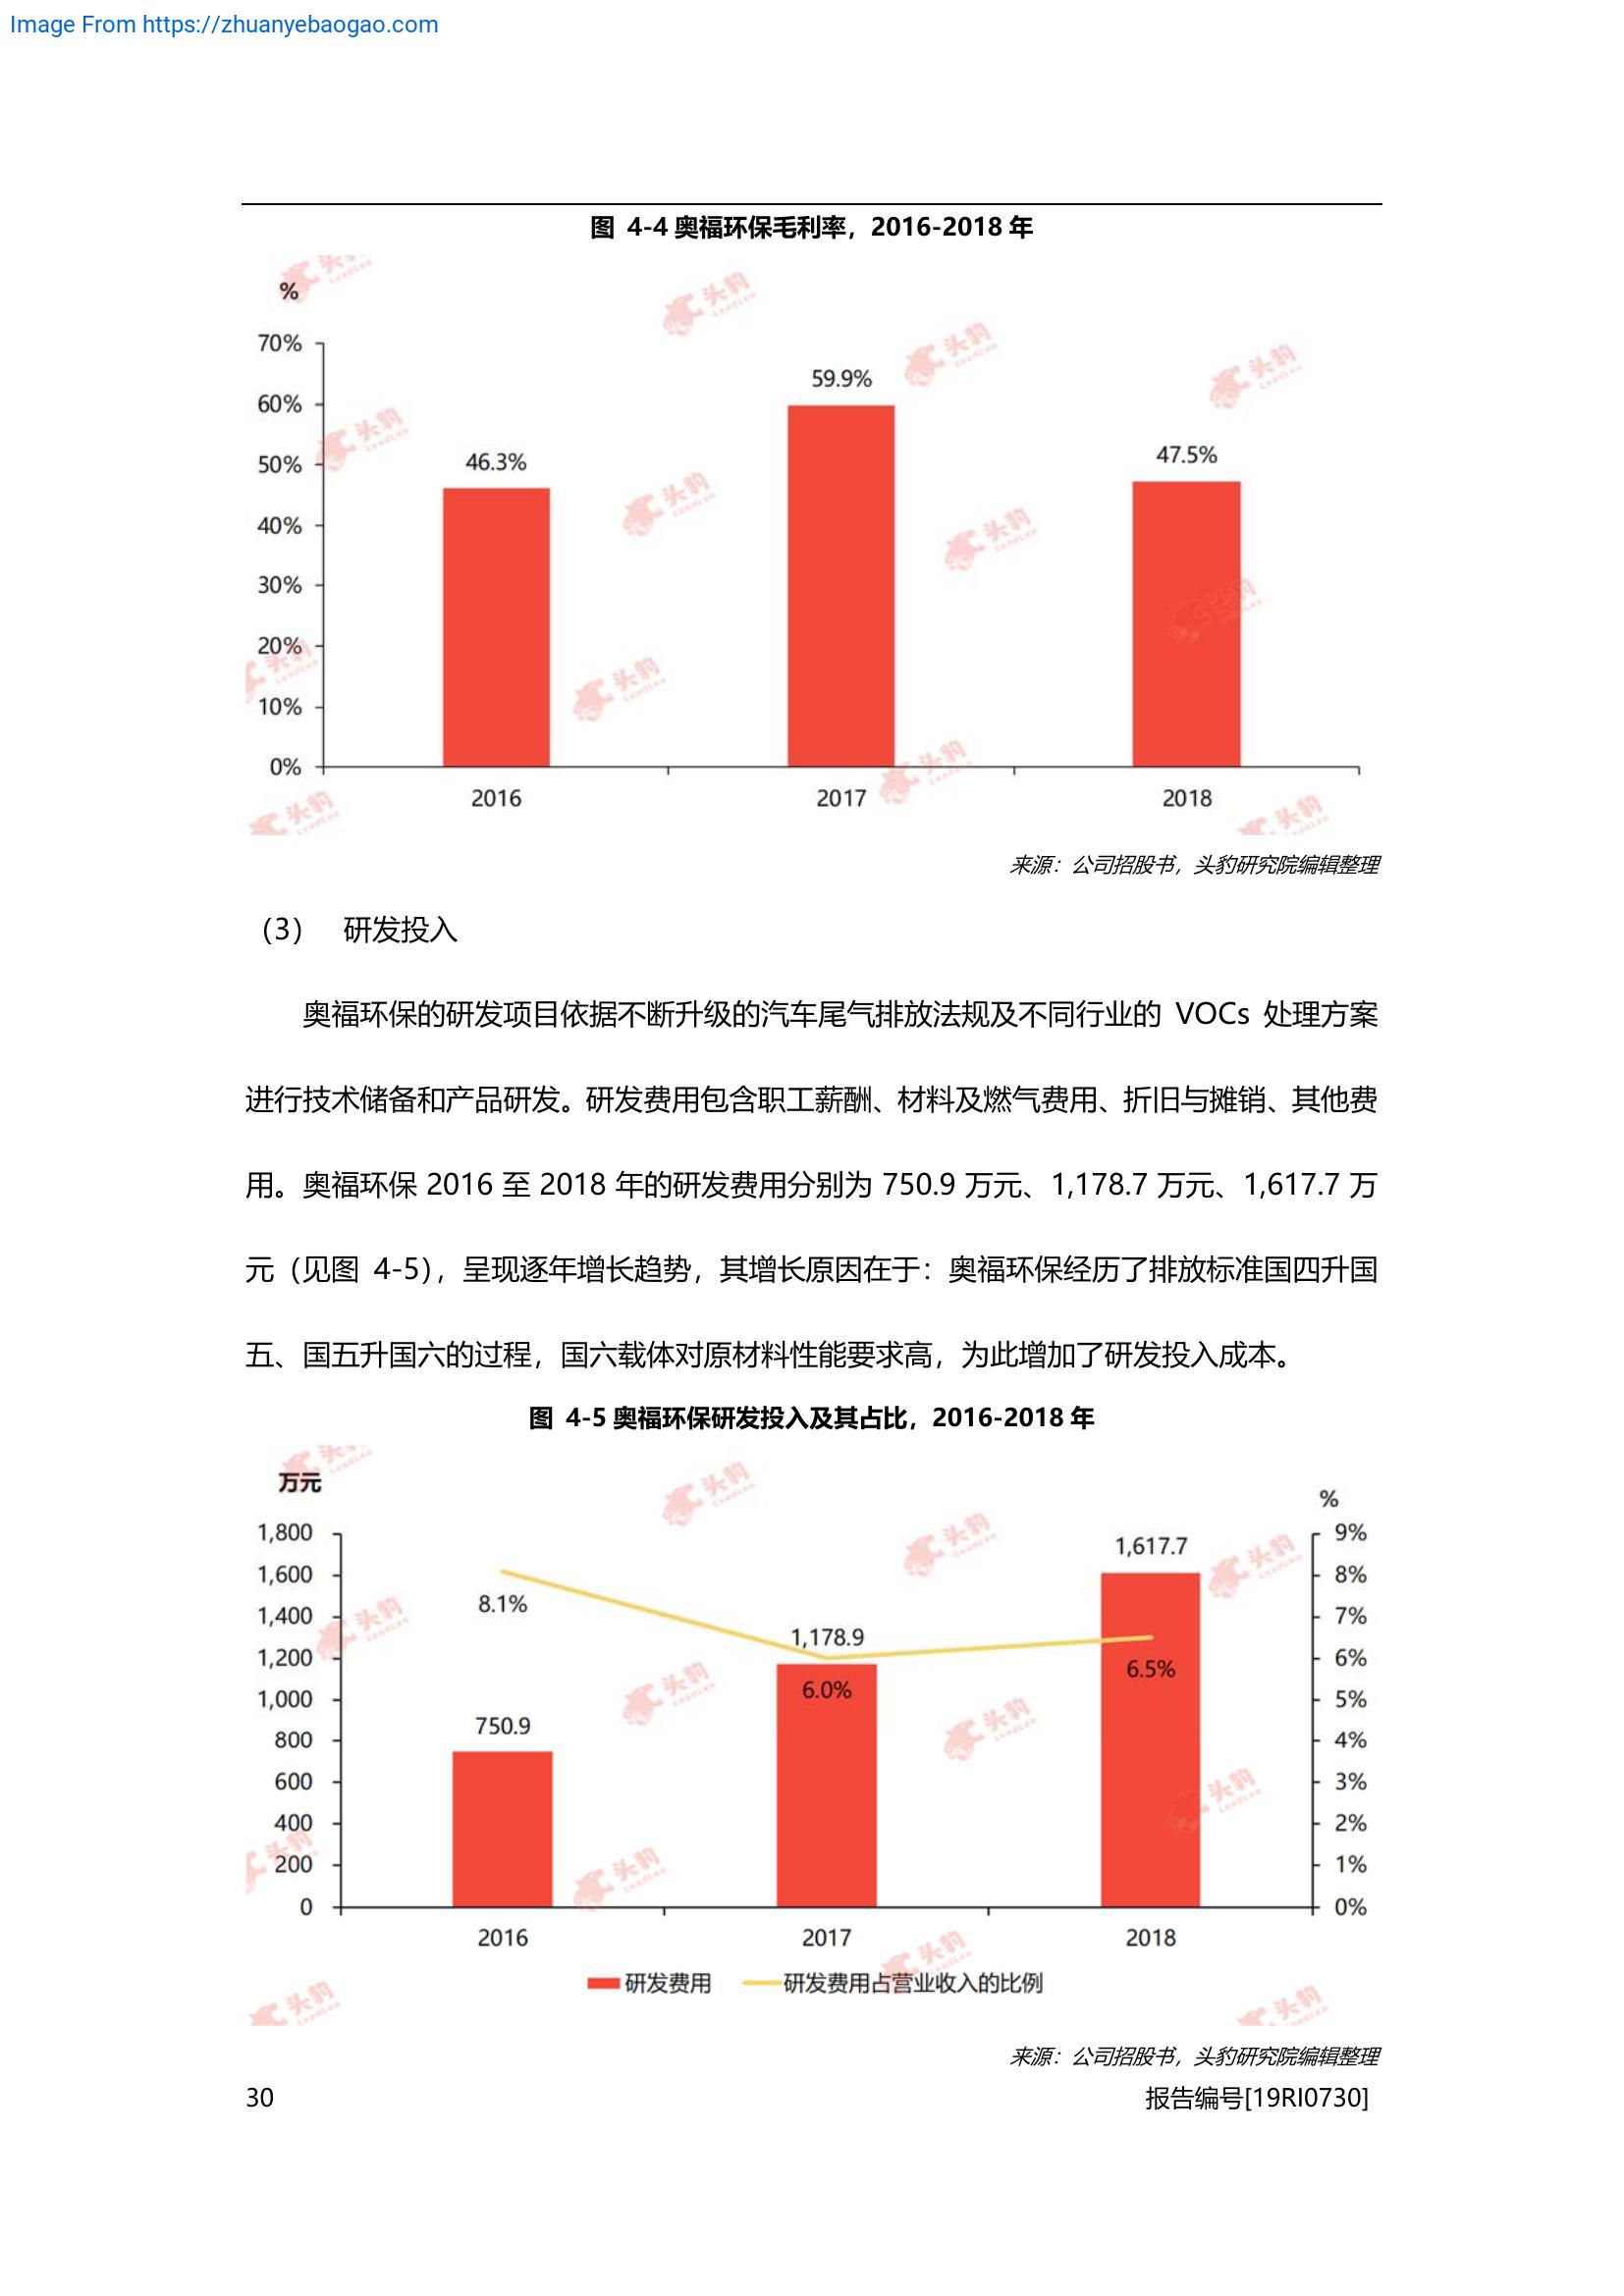 Image From https://zhuanyebaogao.com
图 4-4 奥福环保毛利率，2016-2018 年
%
70%
60%
50%
40%
30%
20%
10%
0%
46.3%
59.9%
47.5%
2016 2017 2018
来源：公司招股书，头豹研究院编辑整理
（3） 研发投入
奥福环保的研发项目依据不断升级的汽车尾气排放法规及不同行业的 VOCs 处理方案
进行技术储备和产品研发。研发费用包含职工薪酬、材料及燃气费用、折旧与摊销、其他费
用。奥福环保 2016 至 2018 年的研发费用分别为 750.9 万元、1,178.7 万元、1,617.7 万
元（见图 4-5），呈现逐年增长趋势，其增长原因在于：奥福环保经历了排放标准国四升国
五、国五升国六的过程，国六载体对原材料性能要求高，为此增加了研发投入成本。
图 4-5 奥福环保研发投入及其占比，2016-2018 年
万元
%
1,800
1,600
1,400
1,200
1,000
800
600
400
200
0
8.1%
750.9
1,178.9
6.0%
1,617.7
6.5%
9%
8%
7%
6%
5%
4%
3%
2%
1%
0%
2016 2017 2018
研发费用 研发费用占营业收入的比例
来源：公司招股书，头豹研究院编辑整理
30 报告编号[19RI0730]
头豹
LeadLeo